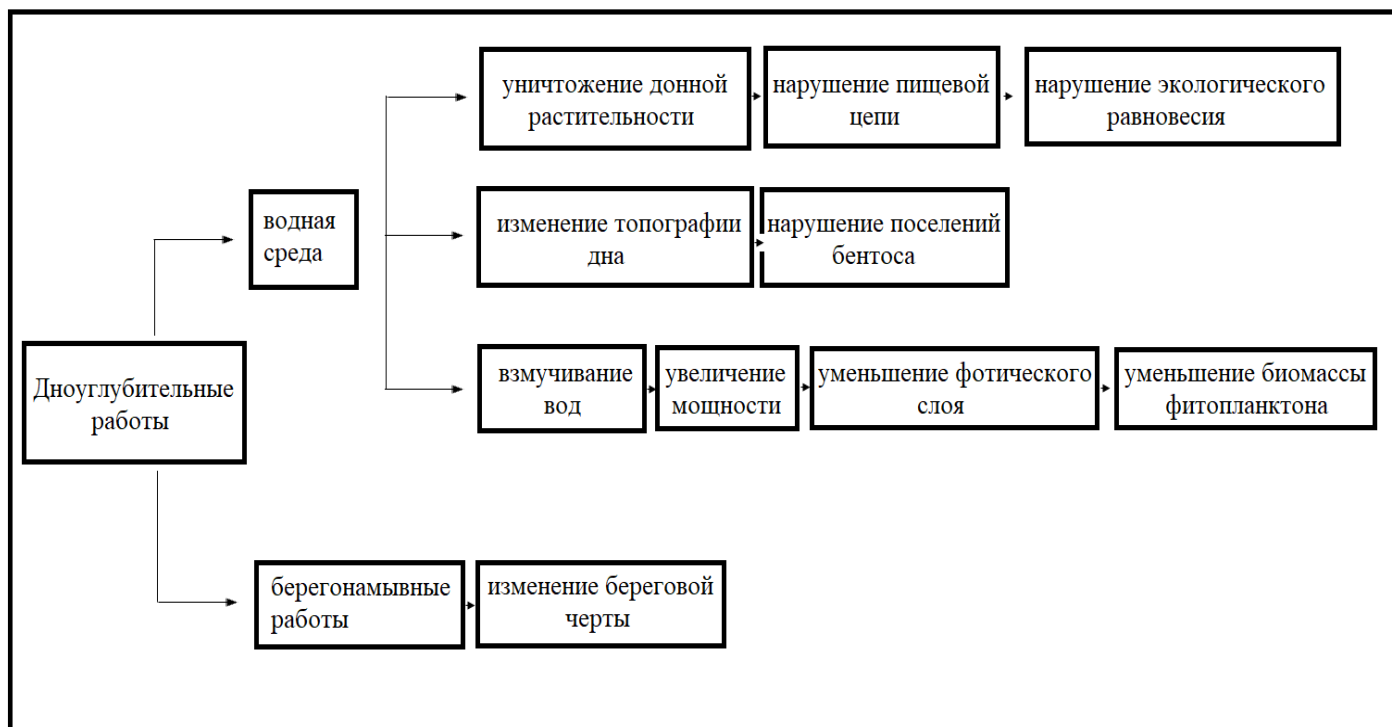 уничтожение донной
растительности
нарушение пищевой
цепи
нарушение экологического
равновесия
водная
среда
изменение топографии
дна
нарушение поселений
бентоса
Дноуглубительные
работы
взмучивание
вод
увеличение
мощности
уменьшение фотического
слоя
уменьшение биомассы
фитопланктона
берегонамывные
работы
изменение береговой
черты